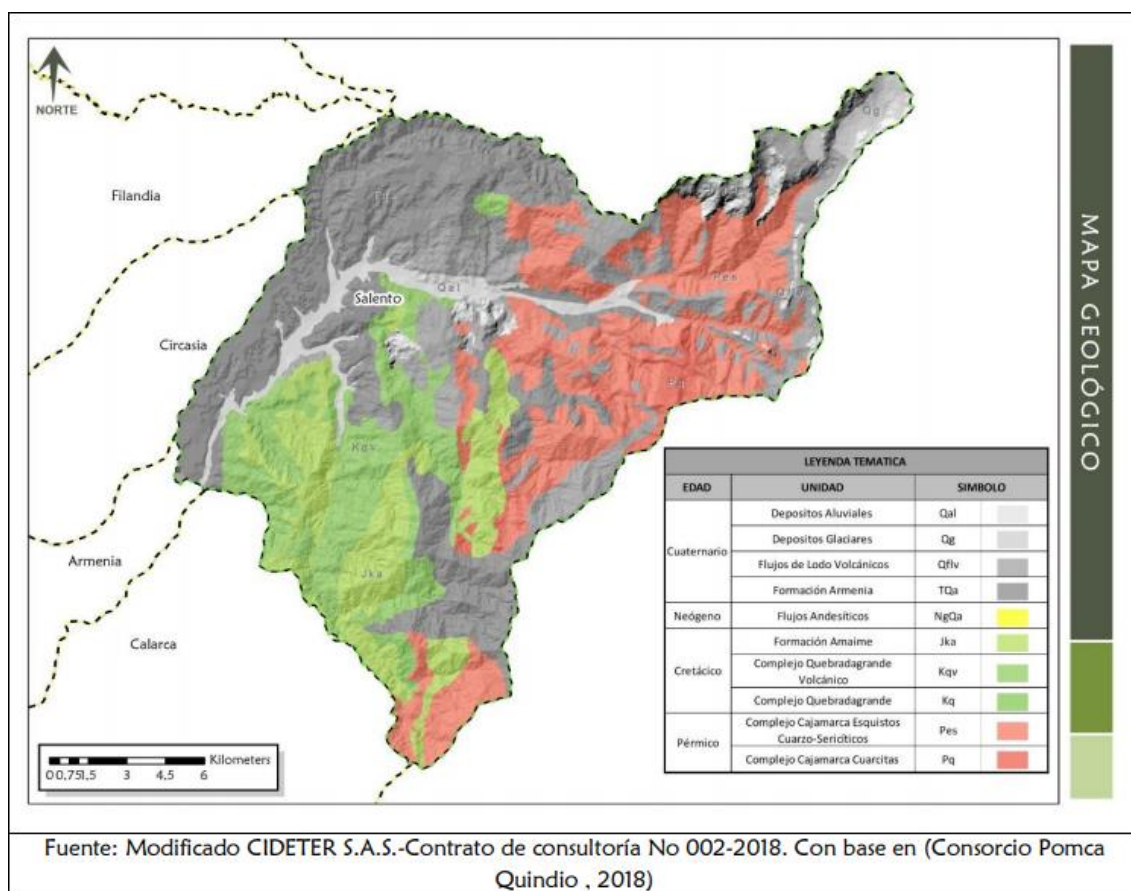 NORTE
MAPA GEOLÓGICO
Filandia
Circasia
Armenia
Calarca
Salento
Qg
Qal
Pes
Pq
Kqv
Jka
LEYENDA TEMATICA
EDAD UNIDAD SIMBOLO
Cuaternario
Depositos Aluviales Qal
Depositos Glaciares Qg
Flujos de Lodo Volcánicos Qflv
Formación Armenia TQa
Neógeno Flujos Andesíticos NgQa
Cretácico
Formación Amaime Jka
Complejo Quebradagrande
Volcánico Kqv
Complejo Quebradagrande Kq
Pérmico
Complejo Cajamarca Esquistos
Cuarzo-Sericíticos Pes
Complejo Cajamarca Cuarcitas Pq
Kilometers
0 0,75 1,5 3 4,5 6
Fuente: Modificado CIDETER S.A.S.-Contrato de consultoría No 002-2018. Con base en (Consorcio Pomca
Quindio , 2018)